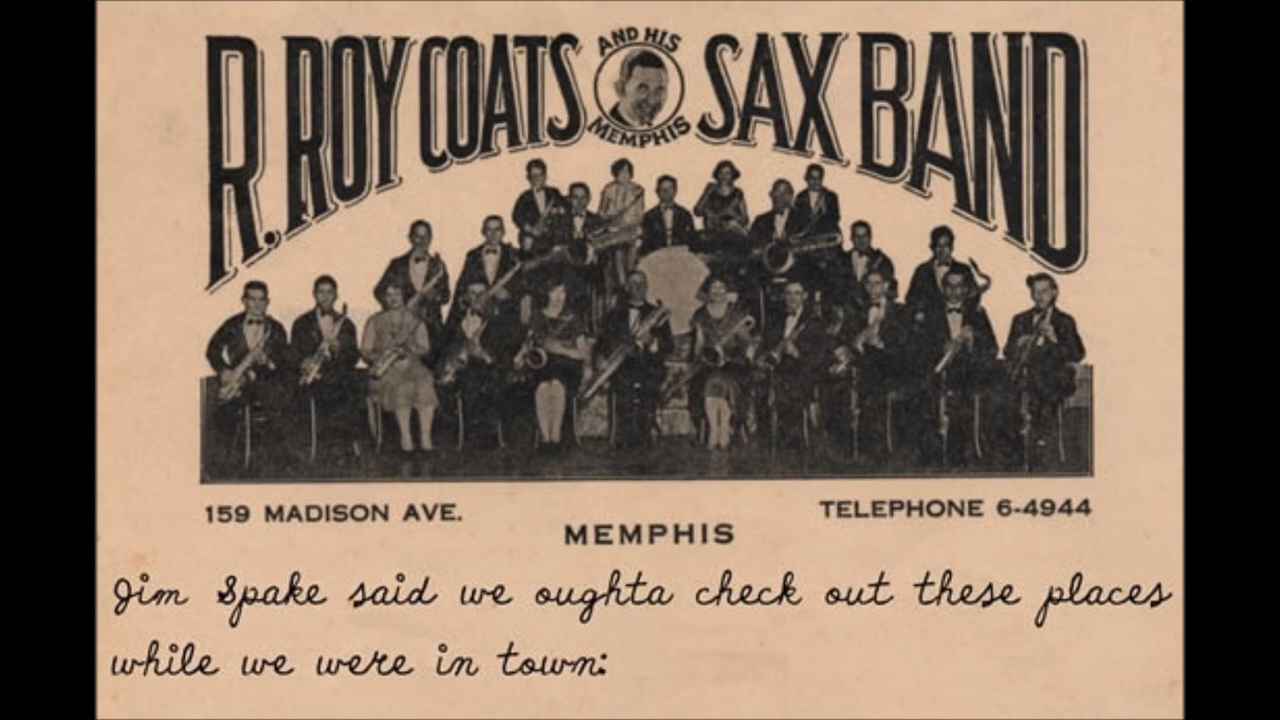 R. ROY COATS AND HIS MEMPHIS SAX BAND
159 MADISON AVE.
TELEPHONE 6-4944
MEMPHIS
Jim Spake said we oughta check out these places
while we were in town: